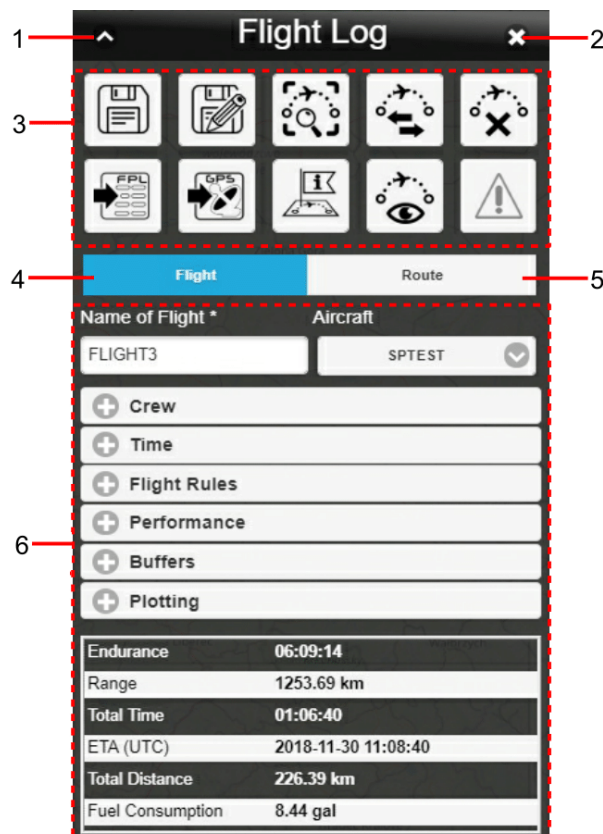 1
Flight Log
2
3
FPL
GPS
i
4
Flight
Route
5
Name of Flight *
Aircraft
FLIGHT3
SPTEST
Crew
Time
Flight Rules
Performance
6
Buffers
Plotting
Endurance 06:09:14
Range 1253.69 km
Total Time 01:06:40
ETA (UTC) 2018-11-30 11:08:40
Total Distance 226.39 km
Fuel Consumption 8.44 gal